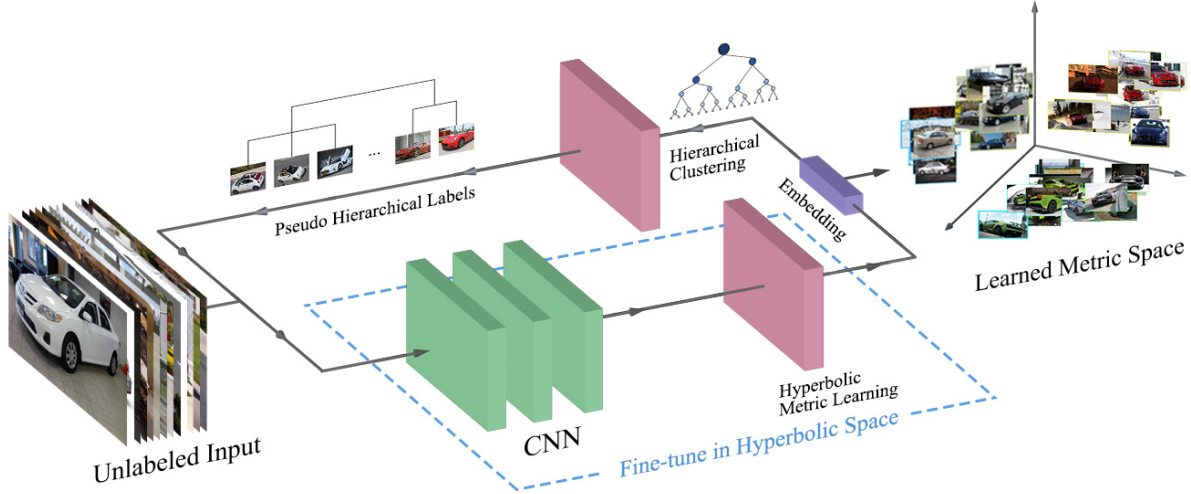 Hierarchical
Clustering
Embedding
Pseudo Hierarchical Labels
Learned Metric Space
Hyperbolic
Metric Learning
CNN
Unlabeled Input
Fine-tune in Hyperbolic Space
...